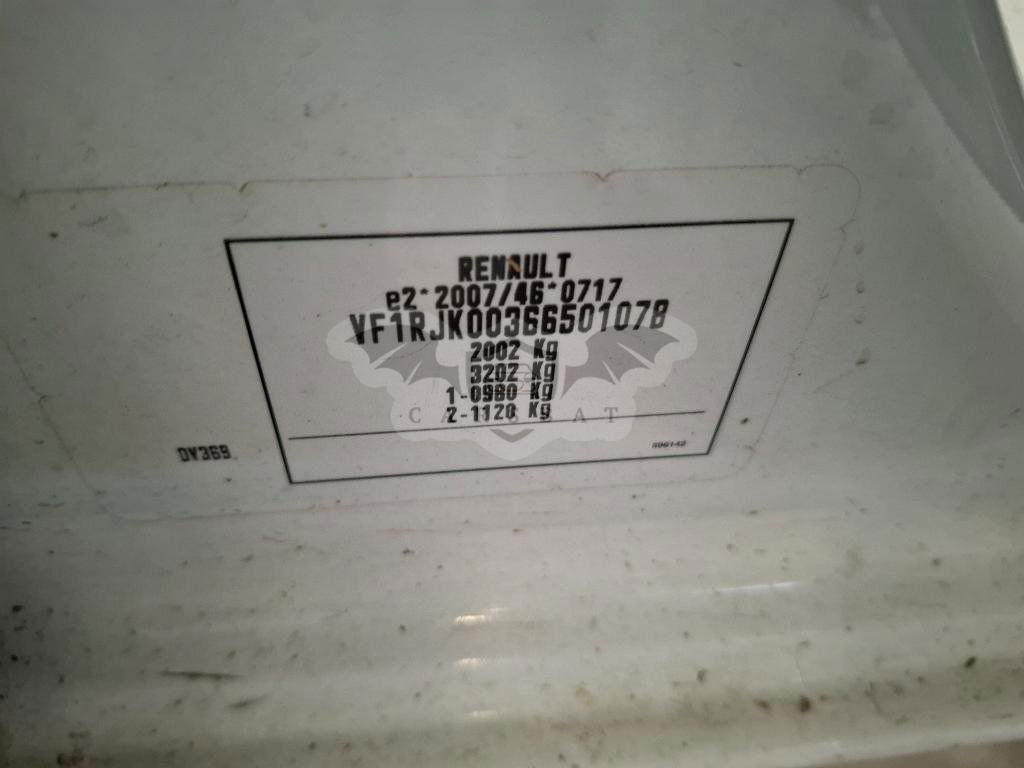 RENAULT
e2*2007/46*0717
VF1RJK00366501078
2002 Kg
3202 Kg
1-0980 Kg
2-1120 Kg
DV369